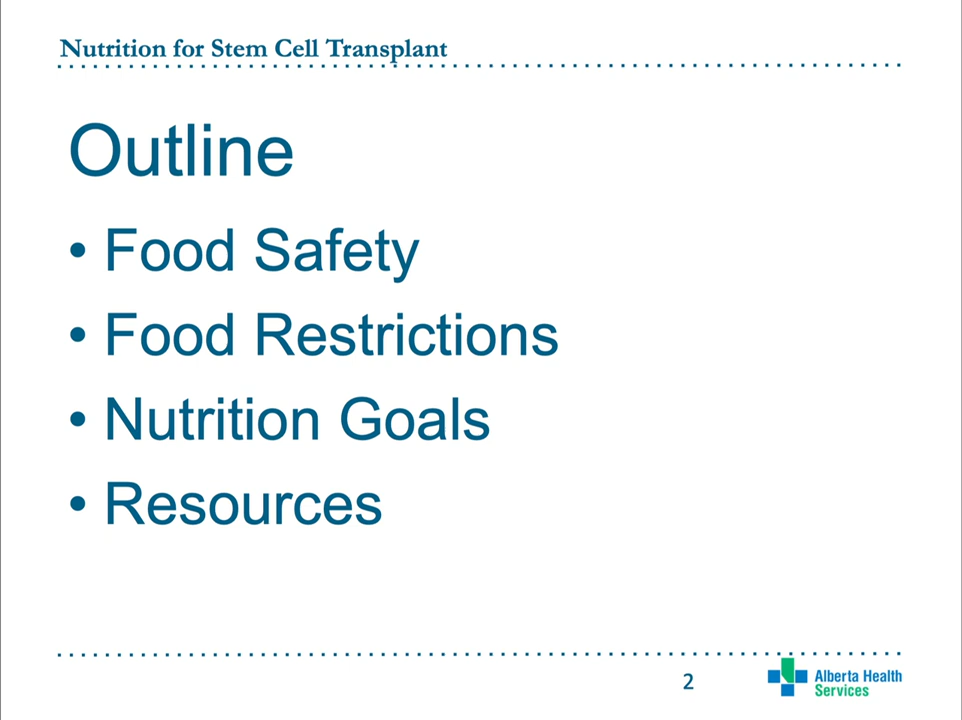 Nutrition for Stem Cell Transplant
Outline
• Food Safety
• Food Restrictions
• Nutrition Goals
• Resources
2
Alberta Health
Services